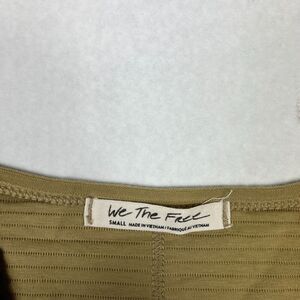 We The Free
SMALL MADE IN VIETNAM / FABRIQUÉ AU VIETNAM